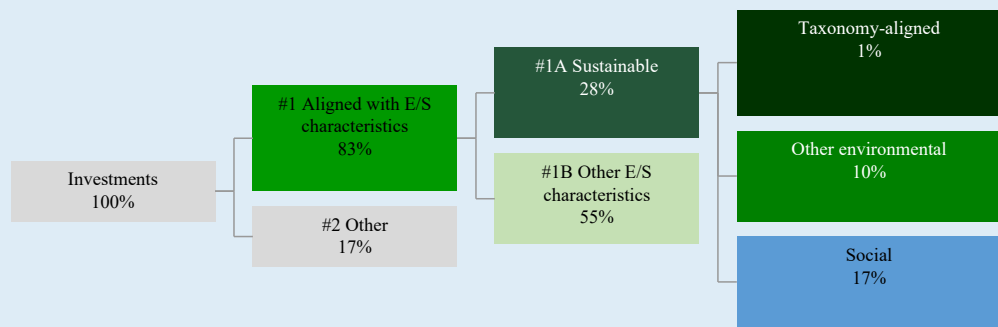 Investments
100%
#1 Aligned with E/S
characteristics
83%
#2 Other
17%
#1A Sustainable
28%
#1B Other E/S
characteristics
55%
Taxonomy-aligned
1%
Other environmental
10%
Social
17%